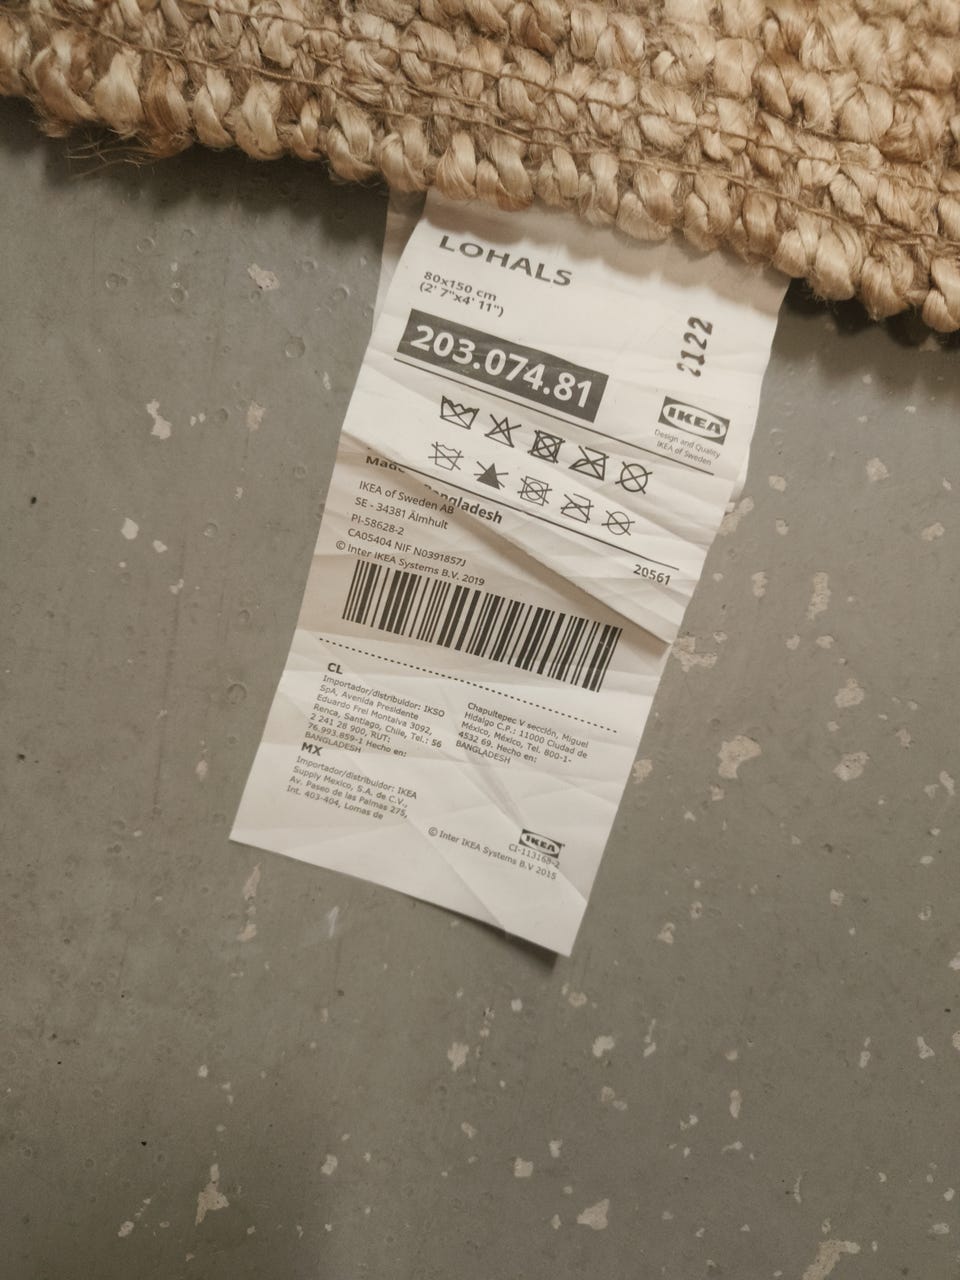 LOHALS
80x150 cm
(2' 7"x4' 11")
2122
203.074.81
IKEA
Design and Quality
IKEA of Sweden
Made Bangladesh
IKEA of Sweden AB
SE - 34381 Älmhult
PI-58628-2
CA05404 NIF N0391857J
© Inter IKEA Systems B.V. 2019
20561
CL
Importador/distribuidor: IKSO
SpA, Avenida Presidente
Eduardo Frei Montalva 3092,
Renca, Santiago, Chile, Tel.: 56
2 241 28 900, RUT:
76.993.859-1 Hecho en:
BANGLADESH
MX
Importador/distribuidor: IKEA
Supply Mexico, S.A. de C.V.,
Av. Paseo de las Palmas 275,
Int. 403-404, Lomas de
Chapultepec V sección, Miguel
Hidalgo C.P.: 11000 Ciudad de
México, México, Tel. 800-1-
4532 69. Hecho en:
BANGLADESH
IKEA
CI-113168-2
© Inter IKEA Systems B.V 2015